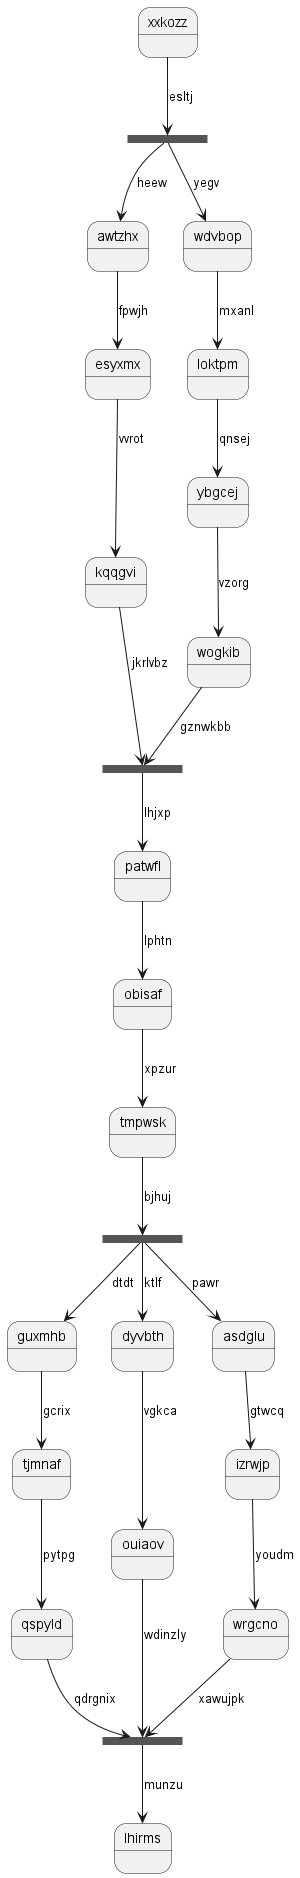 xxkozz
esltj
heew
yegv
awtzhx
wdvbop
fpwjh
mxanl
esyxmx
loktpm
vvrot
qnsej
ybgcej
kqqgvi
vzorg
wogkib
jkrlvbz
gznwkbb
lhjxp
patwfl
lphtn
obisaf
xpzur
tmpwsk
bjhuj
dtdt
ktlf
pawr
guxmhb
dyvbth
asdglu
gcrix
vgkca
gtwcq
tjmnaf
izrwjp
ouiaov
pytpg
youdm
qspyld
wrgcno
wdinzly
qdrgnix
xawujpk
munzu
lhirms